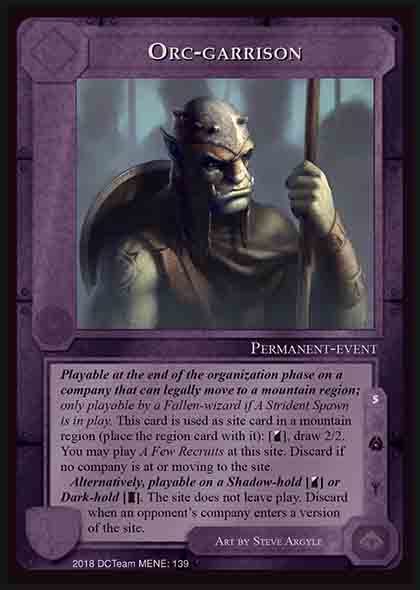 Orc-garrison
Permanent-event
Playable at the end of the organization phase on a
company that can legally move to a mountain region;
only playable by a Fallen-wizard if A Strident Spawn
is in play. This card is used as site card in a mountain
region (place the region card with it): [], draw 2/2.
You may play A Few Recruits at this site. Discard if
no company is at or moving to the site.
Alternatively, playable on a Shadow-hold [] or
Dark-hold []. The site does not leave play. Discard
when an opponent's company enters a version
of the site.
5
Art by Steve Argyle
2018 DCTeam MENE: 139